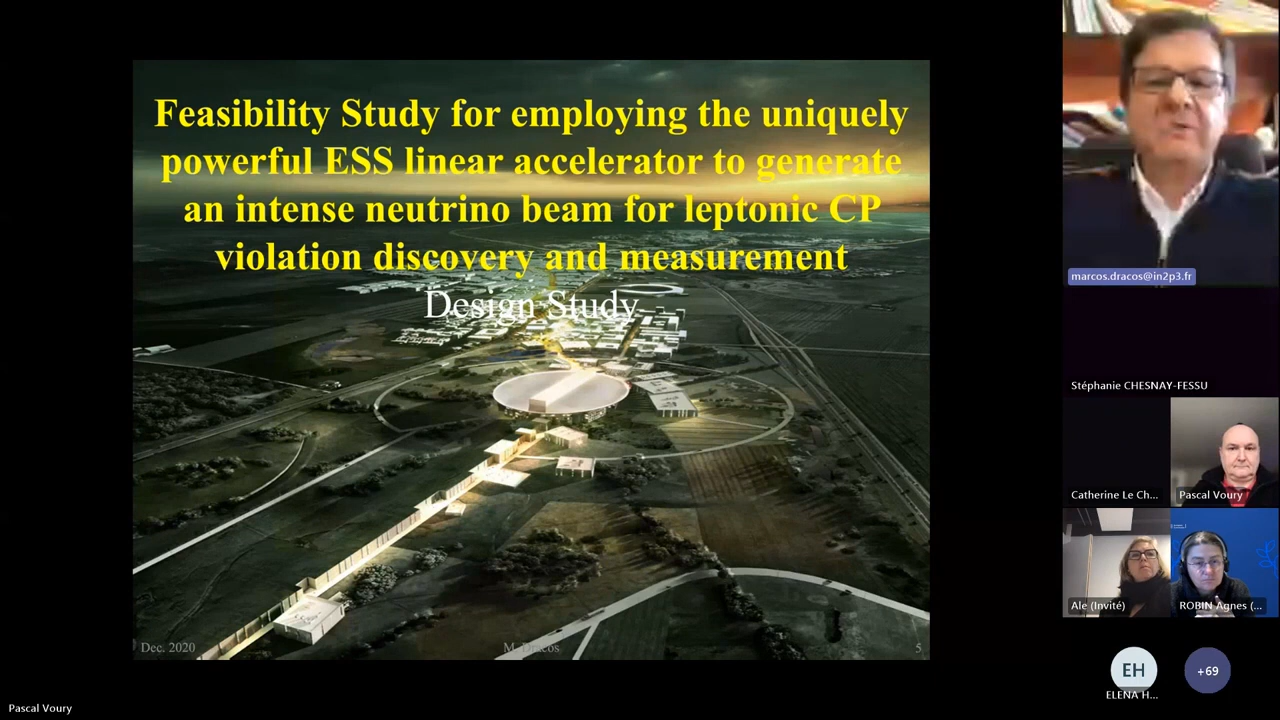 Feasibility Study for employing the uniquely
powerful ESS linear accelerator to generate
an intense neutrino beam for leptonic CP
violation discovery and measurement
Design Study
Dec. 2020
M. Dracos
5
marcos.dracos@in2p3.fr
Stéphanie CHESNAY-FESSU
Catherine Le Ch...
Pascal Voury
Ale (Invité)
ROBIN Agnes (...
EH
ELENA H...
+69
Pascal Voury